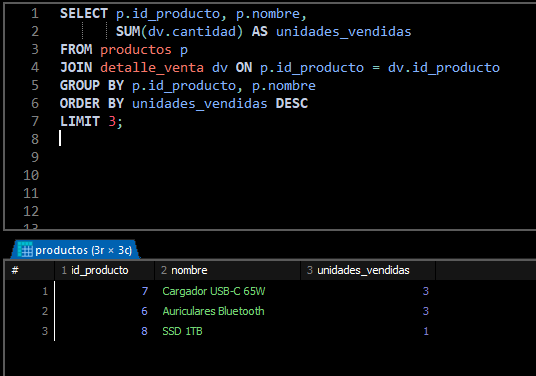 1 SELECT p.id_producto, p.nombre,
2 SUM(dv.cantidad) AS unidades_vendidas
3 FROM productos p
4 JOIN detalle_venta dv ON p.id_producto = dv.id_producto
5 GROUP BY p.id_producto, p.nombre
6 ORDER BY unidades_vendidas DESC
7 LIMIT 3;
8
9
10
11
12
13
productos (3r × 3c)
# 1 id_producto 2 nombre 3 unidades_vendidas
1 7 Cargador USB-C 65W 3
2 6 Auriculares Bluetooth 3
3 8 SSD 1TB 1